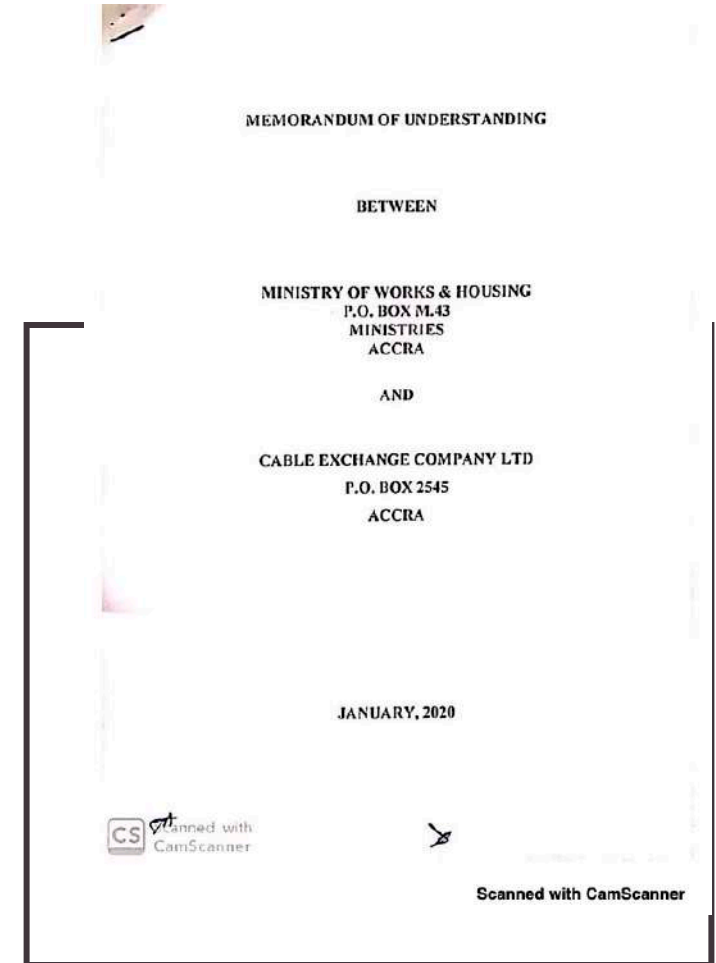 MEMORANDUM OF UNDERSTANDING
BETWEEN
MINISTRY OF WORKS & HOUSING
P.O. BOX M.43
MINISTRIES
ACCRA
AND
CABLE EXCHANGE COMPANY LTD
P.O. BOX 2545
ACCRA
JANUARY, 2020
CS Scanned with
CamScanner
Scanned with CamScanner